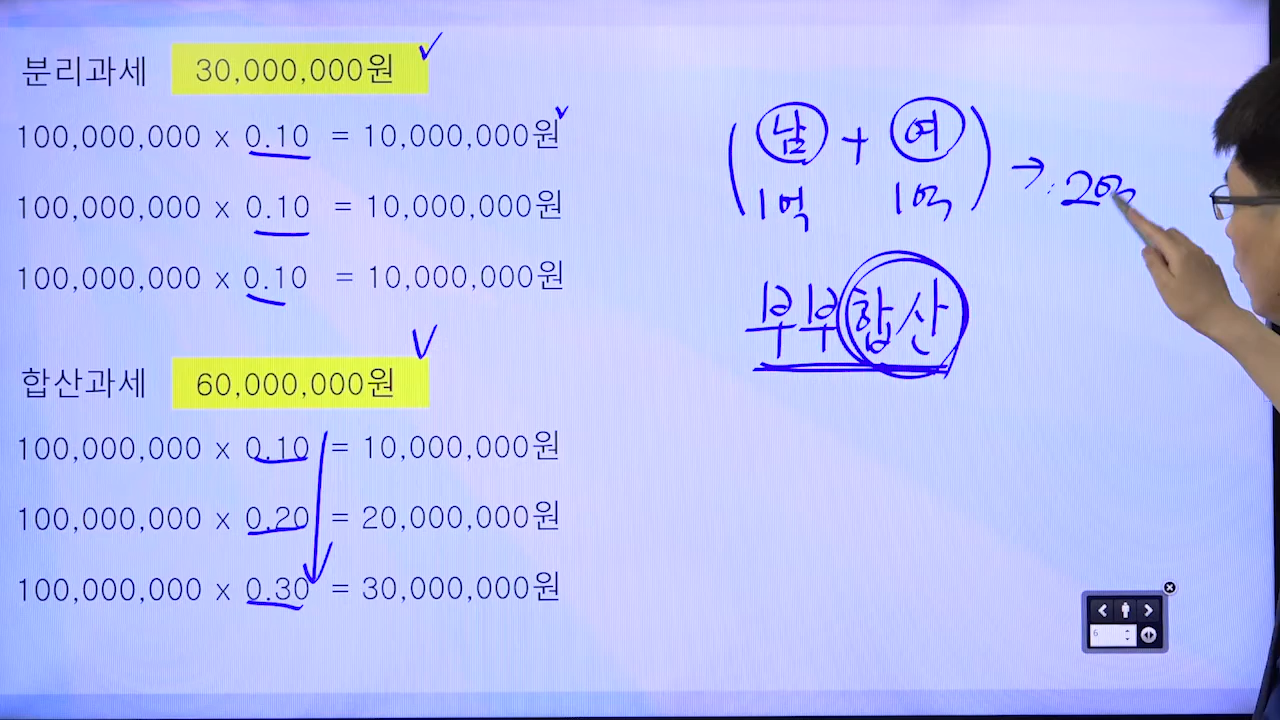 분리과세 30,000,000원
100,000,000 x 0.10 = 10,000,000원
100,000,000 x 0.10 = 10,000,000원
100,000,000 x 0.10 = 10,000,000원
합산과세 60,000,000원
100,000,000 x 0.10 = 10,000,000원
100,000,000 x 0.20 = 20,000,000원
100,000,000 x 0.30 = 30,000,000원
(남 + 여) → 2억
1억 1억
부부합산
6